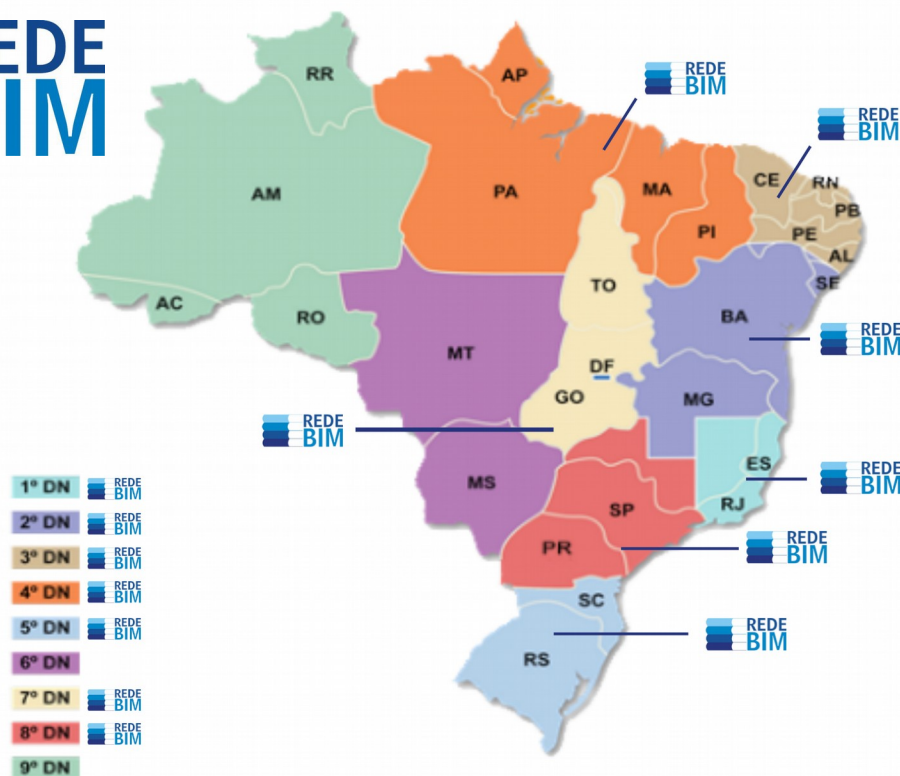 EDE
IM
RR
AP
REDE
BIM
REDE
BIM
AM
PA
MA
CE
RN
PB
PI
PE
AL
SE
TO
AC
RO
BA
MT
DF
GO
MG
REDE
BIM
REDE
BIM
MS
ES
RJ
REDE
BIM
SP
PR
REDE
BIM
SC
RS
REDE
BIM
1º DN REDE BIM
2º DN REDE BIM
3º DN REDE BIM
4º DN REDE BIM
5º DN REDE BIM
6º DN
7º DN REDE BIM
8º DN REDE BIM
9º DN